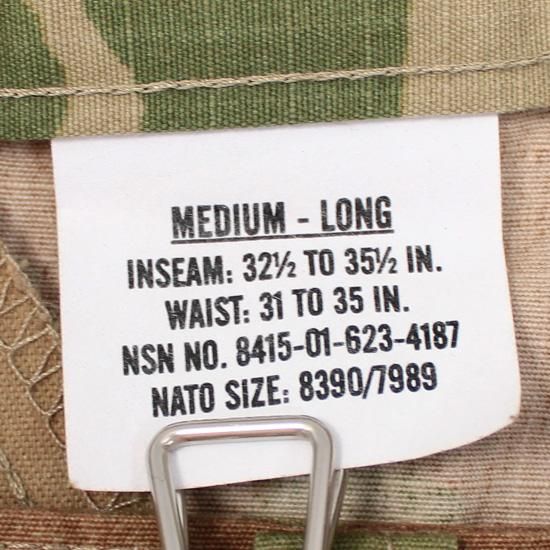 MEDIUM - LONG
INSEAM: 32½ TO 35½ IN.
WAIST: 31 TO 35 IN.
NSN NO. 8415-01-623-4187
NATO SIZE: 8390/7989